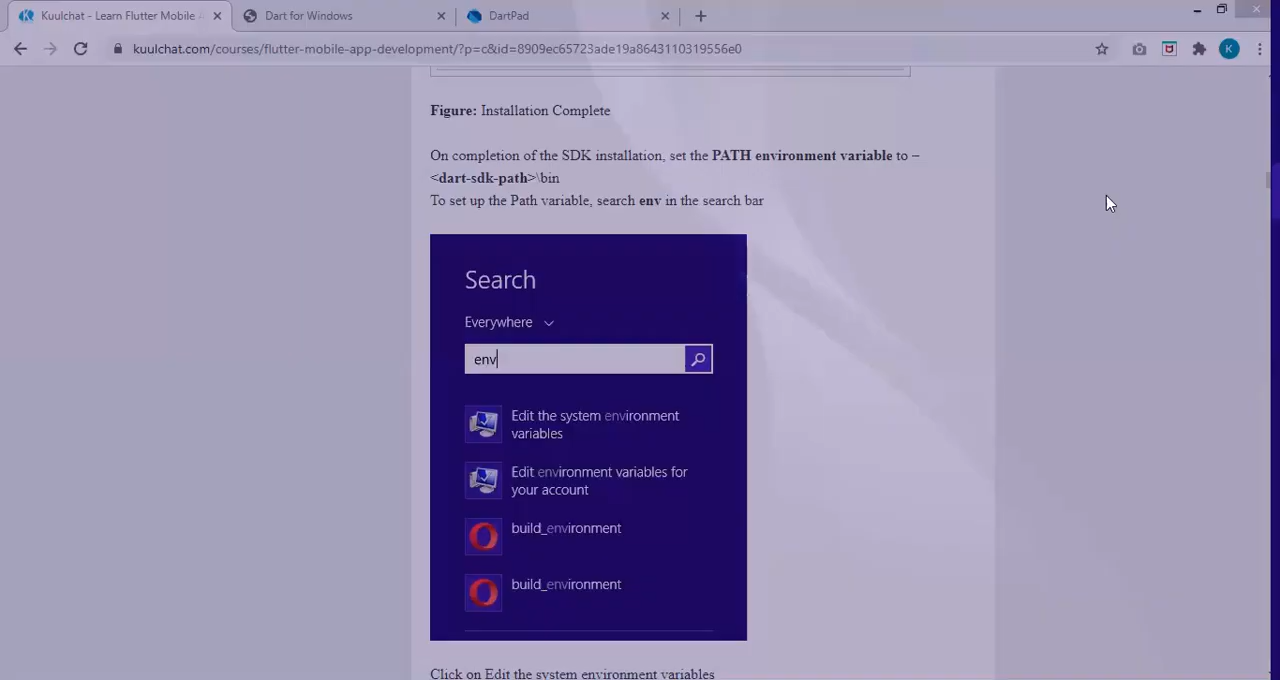 Kuulchat - Learn Flutter Mobile
Dart for Windows
DartPad
kuulchat.com/courses/flutter-mobile-app-development/?p=c&id=8909ec65723ade19a8643110319556e0
K
Figure: Installation Complete
On completion of the SDK installation, set the PATH environment variable to –
<dart-sdk-path>\bin
To set up the Path variable, search env in the search bar
Search
Everywhere
env
Edit the system environment
variables
Edit environment variables for
your account
build_environment
build_environment
Click on Edit the system environment variables